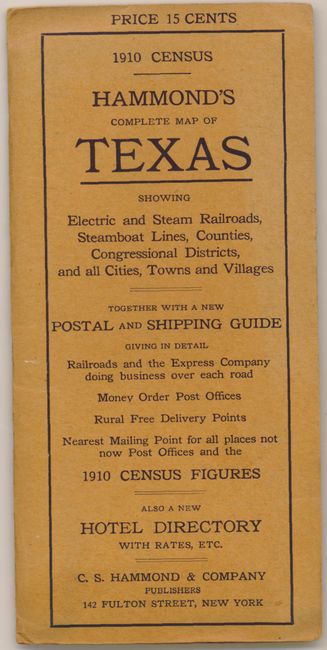 PRICE 15 CENTS
1910 CENSUS
HAMMOND'S
COMPLETE MAP OF
TEXAS
SHOWING
Electric and Steam Railroads,
Steamboat Lines, Counties,
Congressional Districts,
and all Cities, Towns and Villages
TOGETHER WITH A NEW
POSTAL AND SHIPPING GUIDE
GIVING IN DETAIL
Railroads and the Express Company
doing business over each road
Money Order Post Offices
Rural Free Delivery Points
Nearest Mailing Point for all places not
now Post Offices and the
1910 CENSUS FIGURES
ALSO A NEW
HOTEL DIRECTORY
WITH RATES, ETC.
C. S. HAMMOND & COMPANY
PUBLISHERS
142 FULTON STREET, NEW YORK